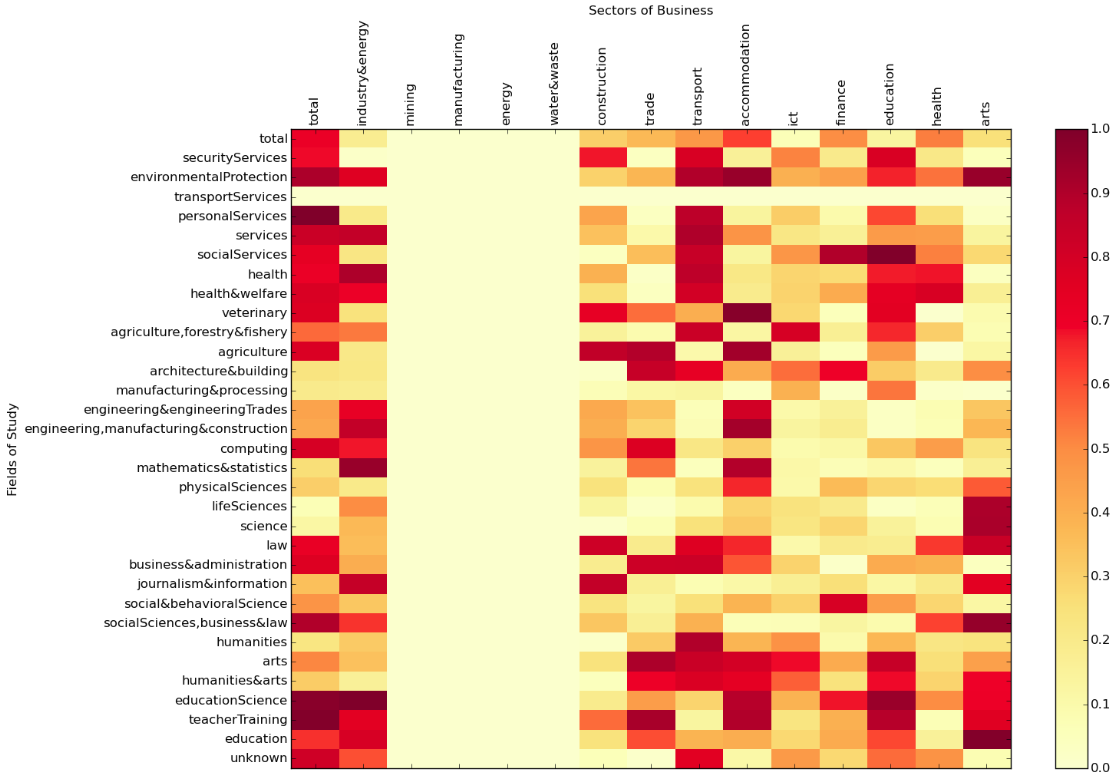 Sectors of Business
total
industry&energy
mining
manufacturing
energy
water&waste
construction
trade
transport
accommodation
ict
finance
education
health
arts
Fields of Study
total
securityServices
environmentalProtection
transportServices
personalServices
services
socialServices
health
health&welfare
veterinary
agriculture,forestry&fishery
agriculture
architecture&building
manufacturing&processing
engineering&engineeringTrades
engineering,manufacturing&construction
computing
mathematics&statistics
physicalSciences
lifeSciences
science
law
business&administration
journalism&information
social&behavioralScience
socialSciences,business&law
humanities
arts
humanities&arts
educationScience
teacherTraining
education
unknown
1.0
0.9
0.8
0.7
0.6
0.5
0.4
0.3
0.2
0.1
0.0